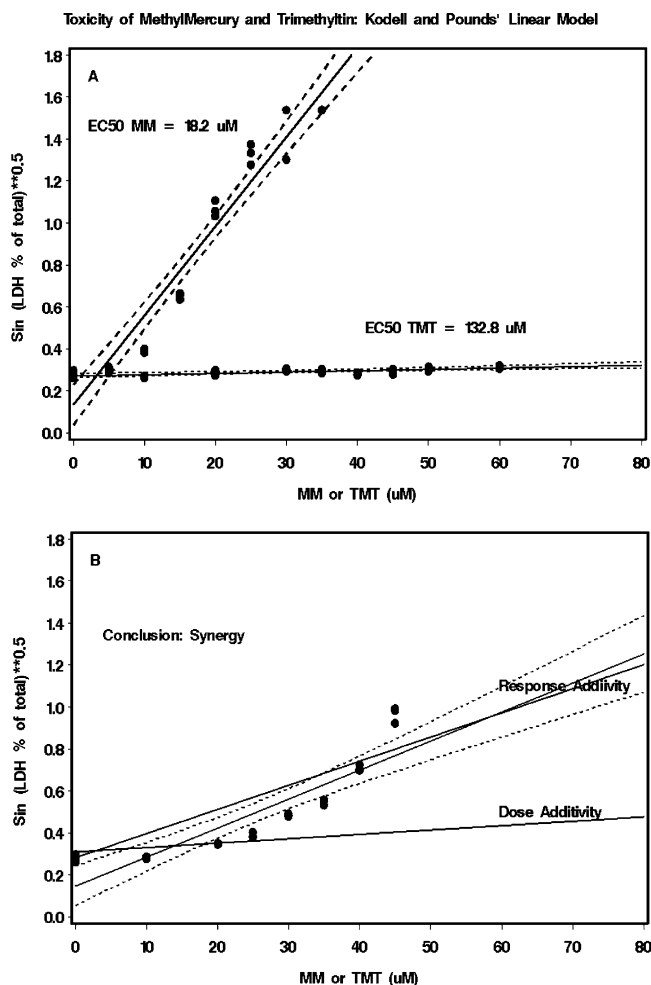 Toxicity of MethylMercury and Trimethyltin: Kodell and Pounds' Linear Model
A
EC50 MM = 18.2 uM
EC50 TMT = 132.8 uM
Sin (LDH % of total)**0.5
1.8
1.6
1.4
1.2
1.0
0.8
0.6
0.4
0.2
0.0
0 10 20 30 40 50 60 70 80
MM or TMT (uM)
B
Conclusion: Synergy
Response Addiivity
Dose Additivity
Sin (LDH % of total)**0.5
1.8
1.6
1.4
1.2
1.0
0.8
0.6
0.4
0.2
0.0
0 10 20 30 40 50 60 70 80
MM or TMT (uM)